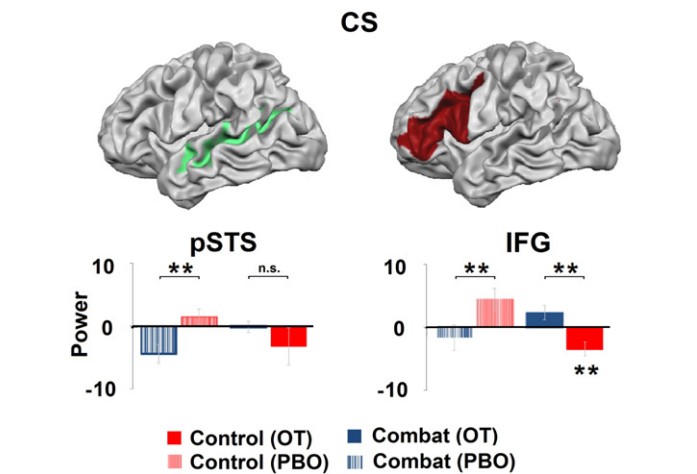 CS
pSTS
IFG
10 ** n.s.
10 ** **
Power
0
0
-10
-10
**
Control (OT) Combat (OT)
Control (PBO) Combat (PBO)